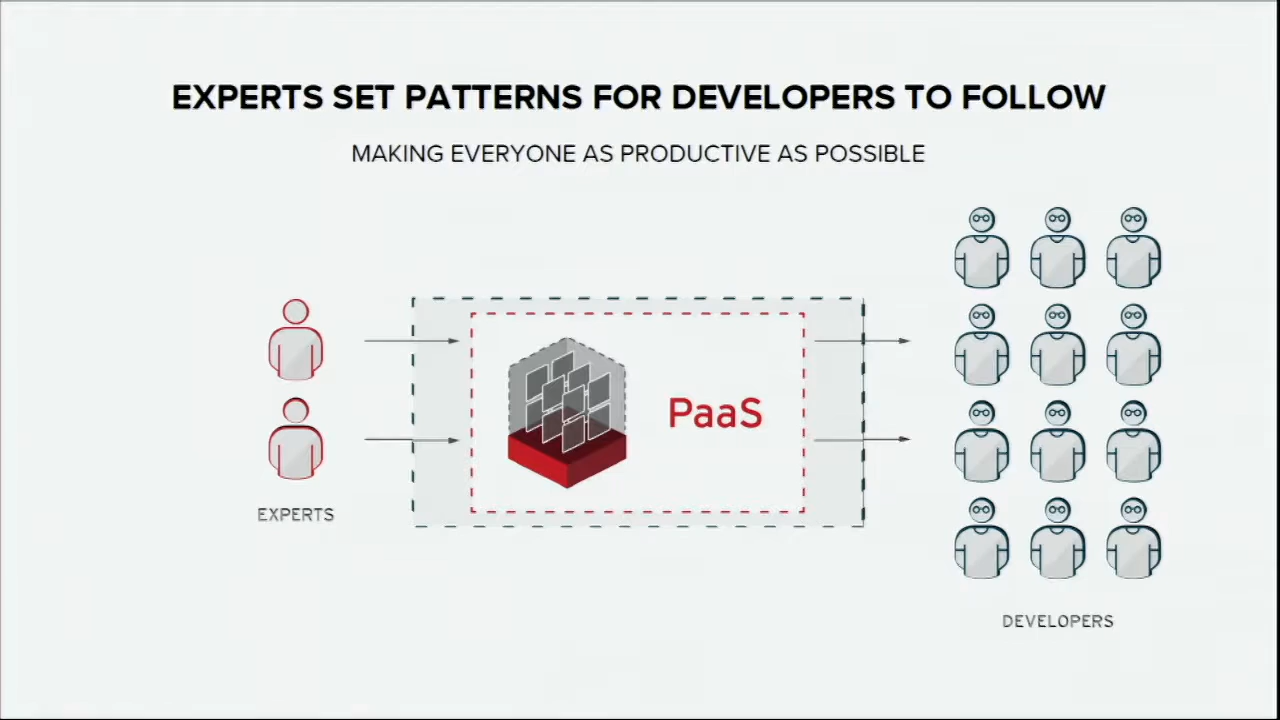 EXPERTS SET PATTERNS FOR DEVELOPERS TO FOLLOW
MAKING EVERYONE AS PRODUCTIVE AS POSSIBLE
PaaS
EXPERTS
DEVELOPERS